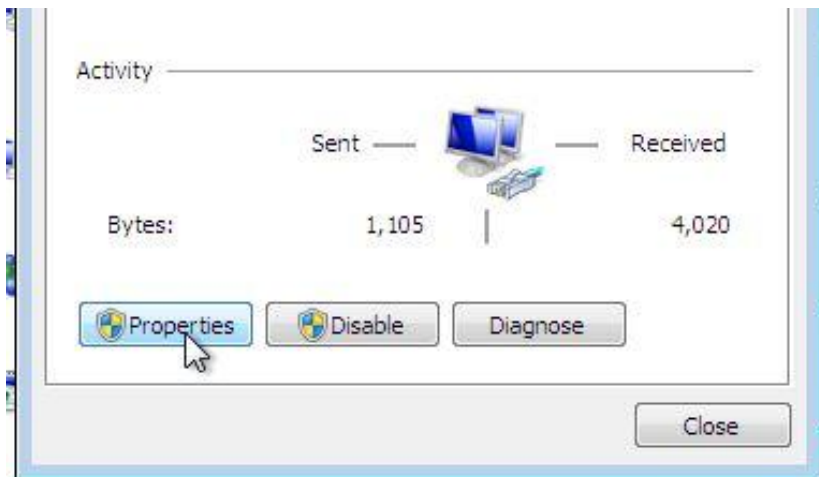 Activity
Sent Received
Bytes: 1,105 4,020
Properties Disable Diagnose
Close